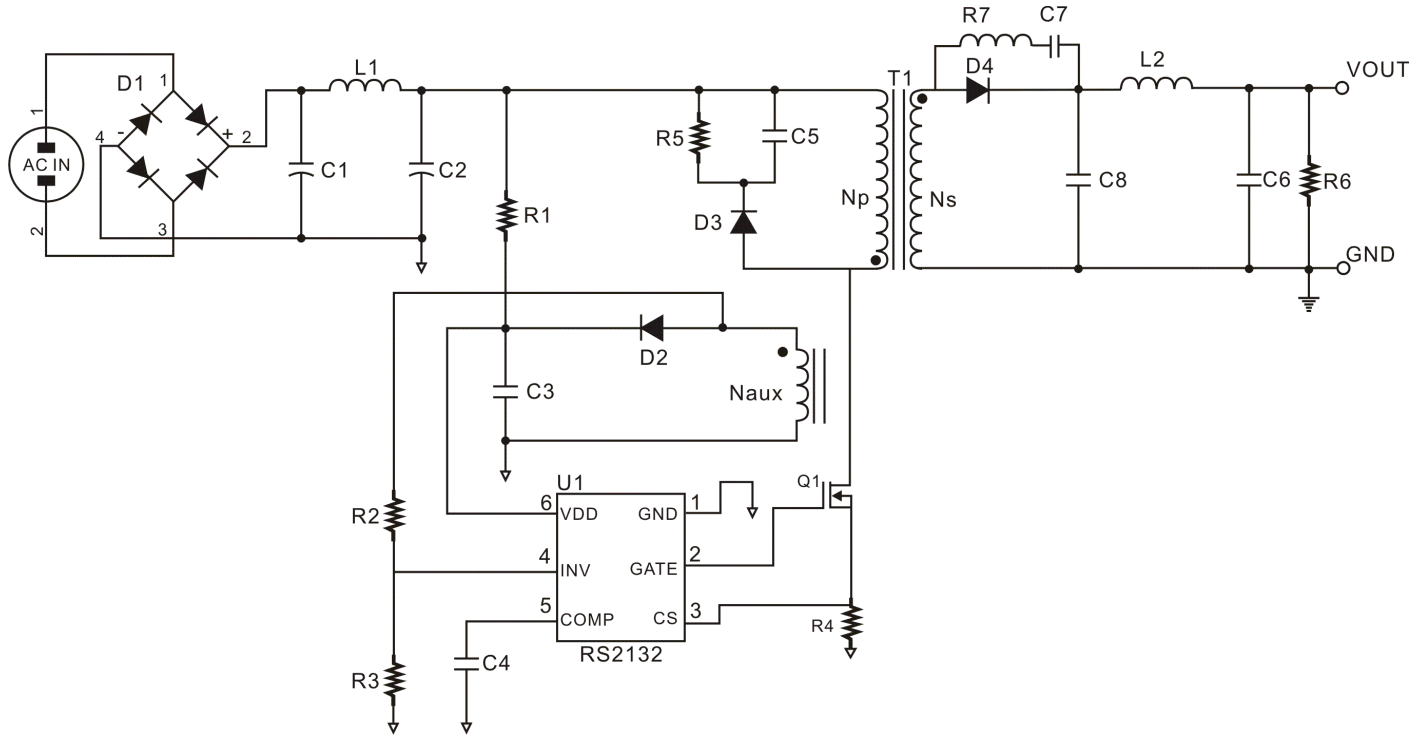 R7
C7
L1
D4
L2
VOUT
T1
D1
1
1
R5
C5
4
-
+
2
AC IN
C1
C2
C8
C6
R6
Np
Ns
R1
D3
2
3
GND
D2
C3
Naux
U1
Q1
6
VDD
GND
1
R2
4
INV
GATE
2
5
COMP
CS
3
R4
RS2132
C4
R3